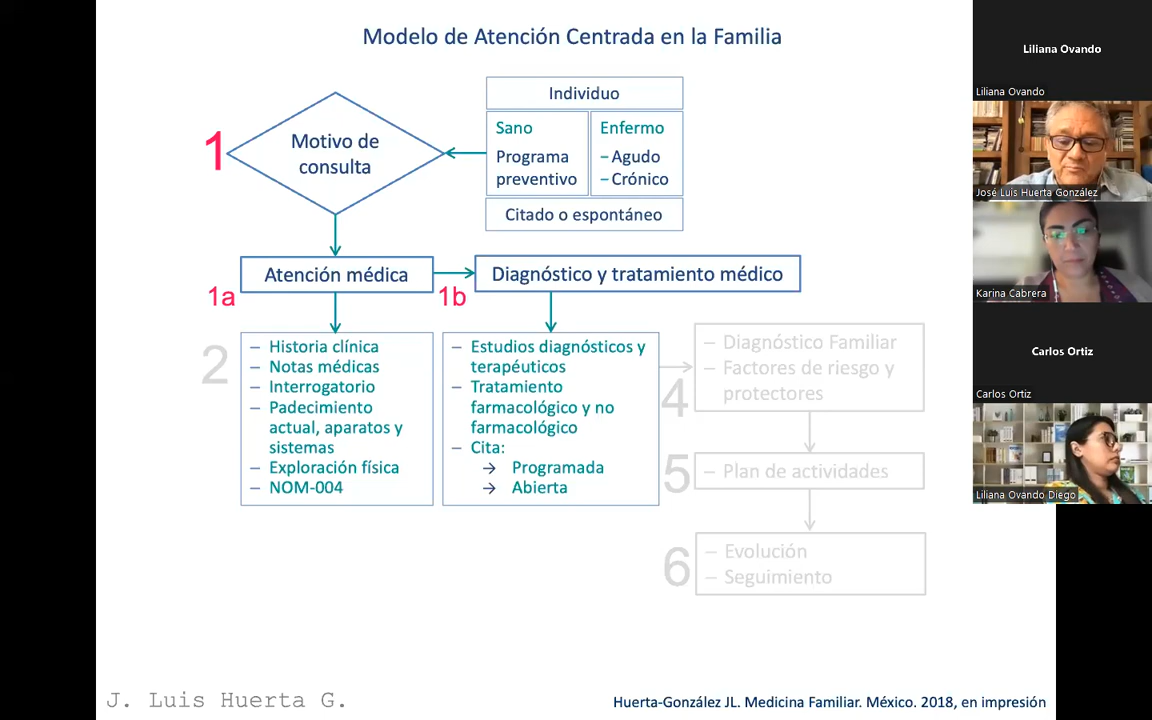 Modelo de Atención Centrada en la Familia
1
Motivo de
consulta
Individuo
Sano
Programa
preventivo
Enfermo
– Agudo
– Crónico
Citado o espontáneo
Atención médica
Diagnóstico y tratamiento médico
1a
1b
2
– Historia clínica
– Notas médicas
– Interrogatorio
– Padecimiento
actual, aparatos y
sistemas
– Exploración física
– NOM-004
– Estudios diagnósticos y
terapéuticos
– Tratamiento
farmacológico y no
farmacológico
– Cita:
→ Programada
→ Abierta
4
– Diagnóstico Familiar
– Factores de riesgo y
protectores
5
– Plan de actividades
6
– Evolución
– Seguimiento
J. Luis Huerta G.
Huerta-González JL. Medicina Familiar. México. 2018, en impresión
Liliana Ovando
Liliana Ovando
José Luis Huerta González
Karina Cabrera
Carlos Ortiz
Carlos Ortiz
Liliana Ovando Diego